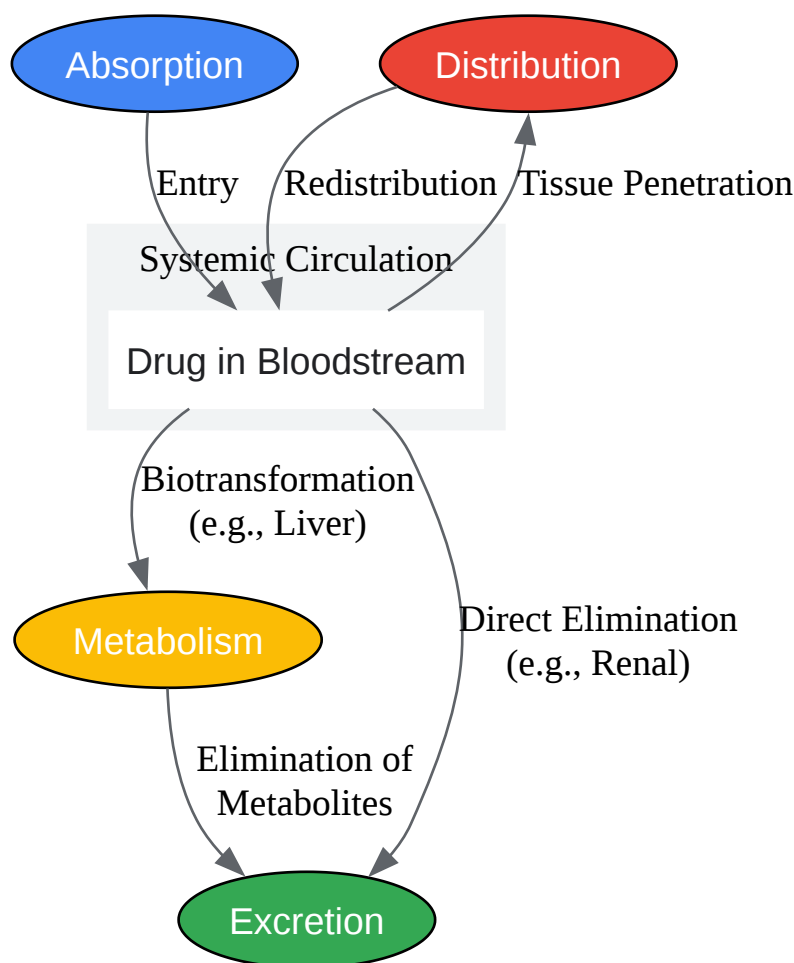 Absorption
Distribution
Entry
Redistribution
Tissue Penetration
Systemic Circulation
Drug in Bloodstream
Biotransformation
(e.g., Liver)
Direct Elimination
(e.g., Renal)
Metabolism
Elimination of
Metabolites
Excretion